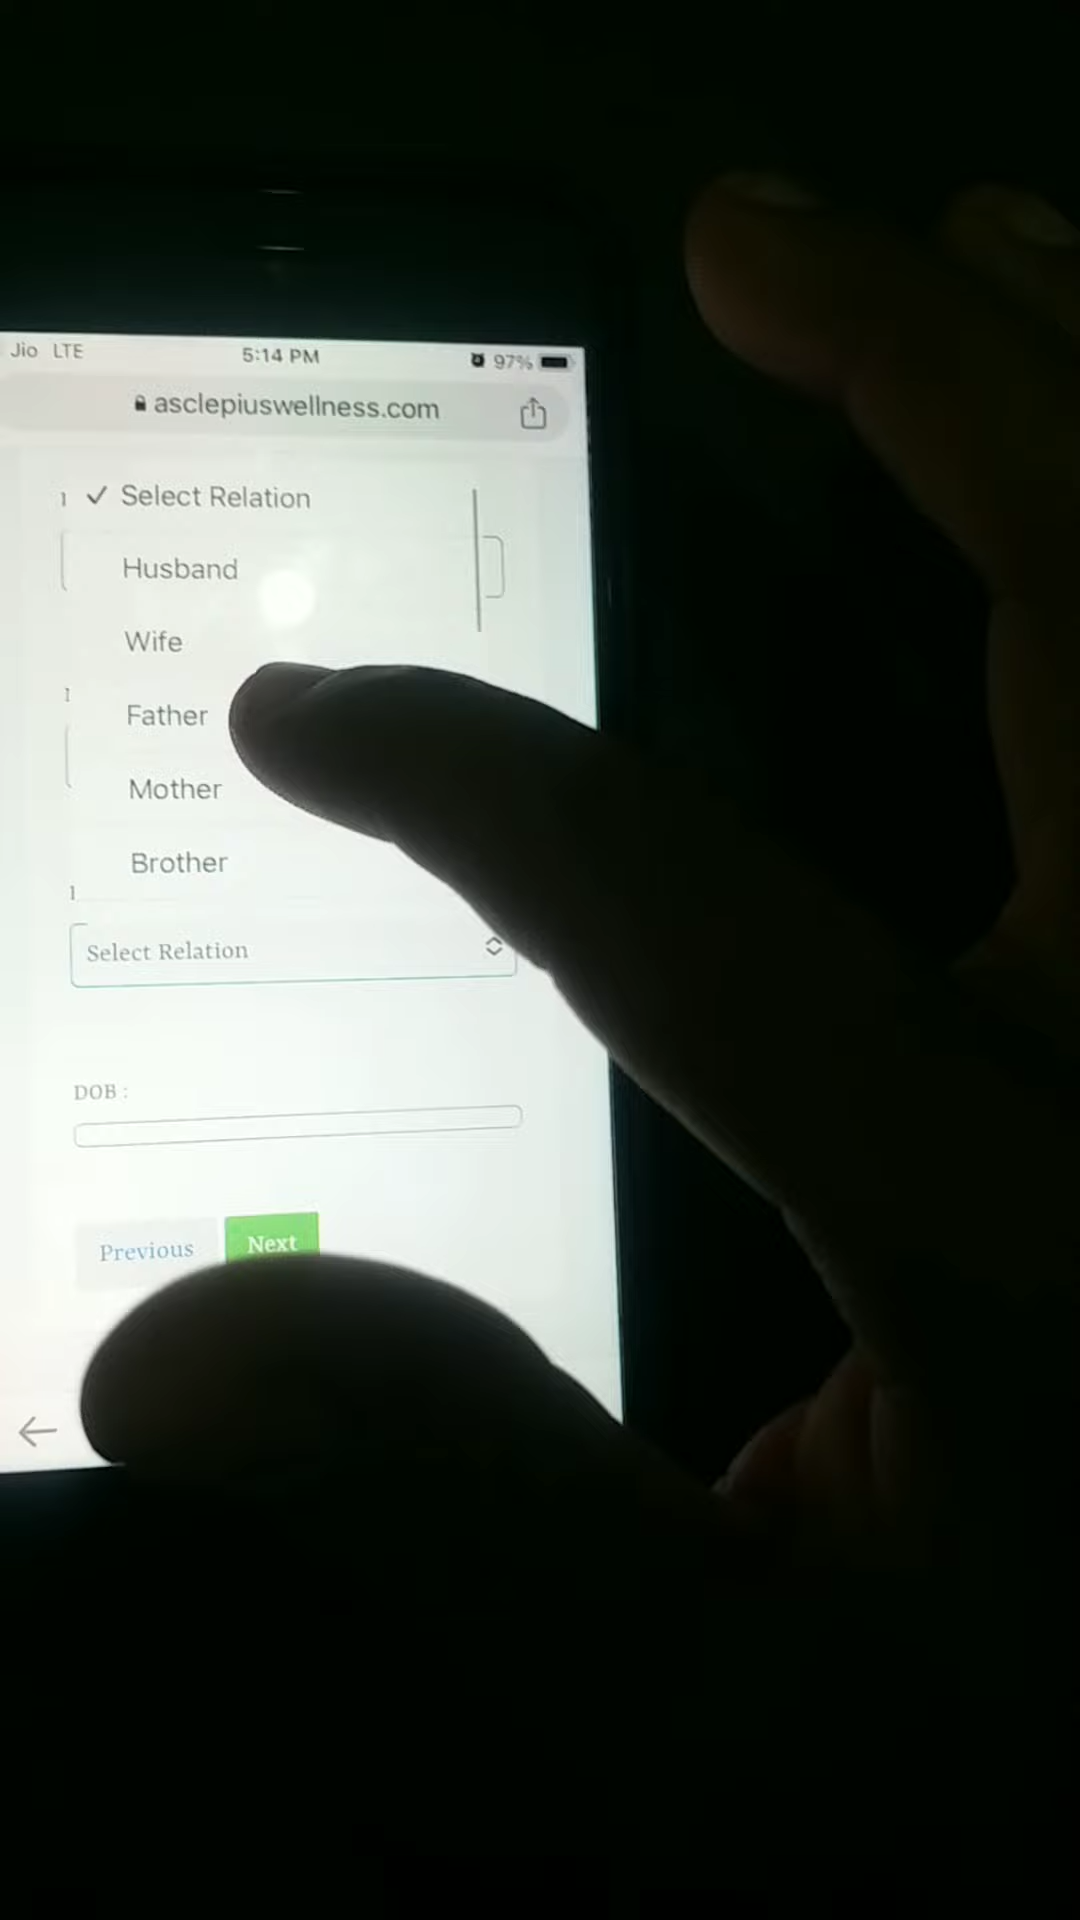 Jio LTE 5:14 PM 97%
asclepiuswellness.com
✓ Select Relation
Husband
Wife
Father
Mother
Brother
Select Relation
DOB :
Previous Next